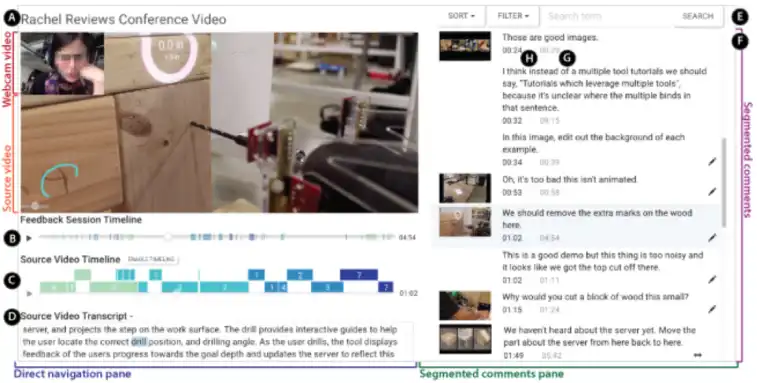 A Rachel Reviews Conference Video
SORT FILTER Search term SEARCH E
F
Webcam video
Source video
0.0 in
Feedback Session Timeline
B 04:54
Source Video Timeline
C 01:02
D Source Video Transcript -
server, and projects the step on the work surface. The drill provides interactive guides to help
the user locate the correct drill position, and drilling angle. As the user drills, the tool displays
feedback of the users progress towards the goal depth and updates the server to reflect this
Direct navigation pane
Those are good images.
00:24 00:29
H G
I think instead of a multiple tool tutorials we should
say, "Tutorials which leverage multiple tools",
because it's unclear where the multiple binds in
that sentence.
00:32 09:15
In this image, edit out the background of each
example.
00:34 09:39
Oh, it's too bad this isn't animated.
00:53 00:58
We should remove the extra marks on the wood
here.
01:02 04:54
This is a good demo but this thing is too noisy and
it looks like we got the top cut off there.
01:02 01:11
Why would you cut a block of wood this small?
01:15 01:24
We haven't heard about the server yet. Move the
part about the server from here back to here.
01:49 05:42
Segmented comments
Segmented comments pane